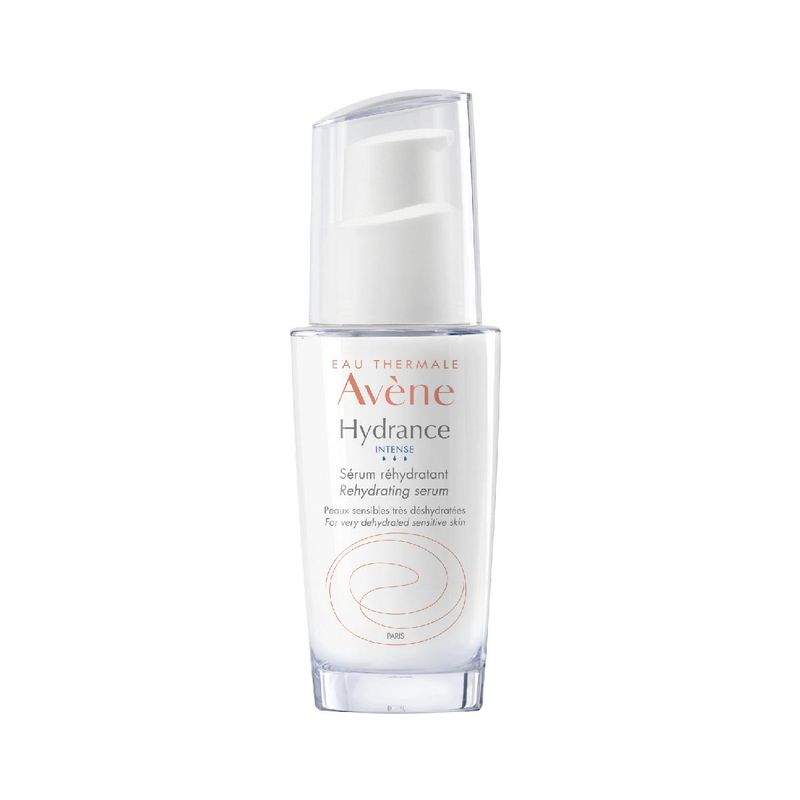 EAU THERMALE
Avène
Hydrance
INTENSE
Sérum réhydratant
Rehydrating serum
Peaux sensibles très déshydratées
For very dehydrated sensitive skin
PARIS